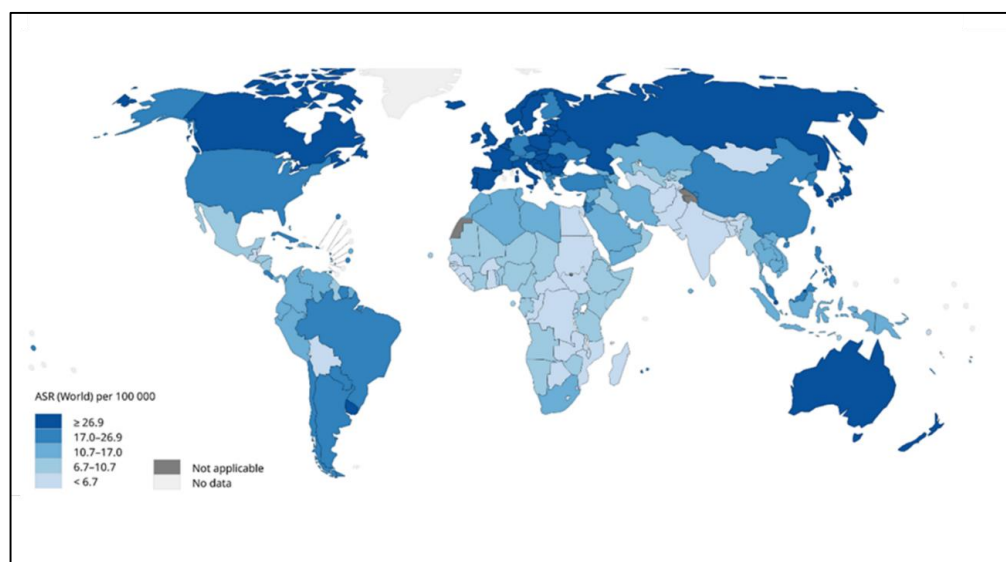 ASR (World) per 100 000
≥ 26.9
17.0–26.9
10.7–17.0
6.7–10.7
< 6.7
Not applicable
No data